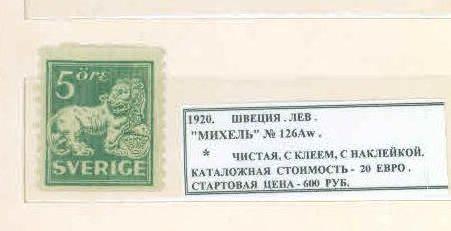 5 ÖRE
SVERIGE
1920. ШВЕЦИЯ . ЛЕВ .
"МИХЕЛЬ" № 126Aw .
* ЧИСТАЯ, С КЛЕЕМ, С НАКЛЕЙКОЙ.
КАТАЛОЖНАЯ СТОИМОСТЬ - 20 ЕВРО .
СТАРТОВАЯ ЦЕНА - 600 РУБ.